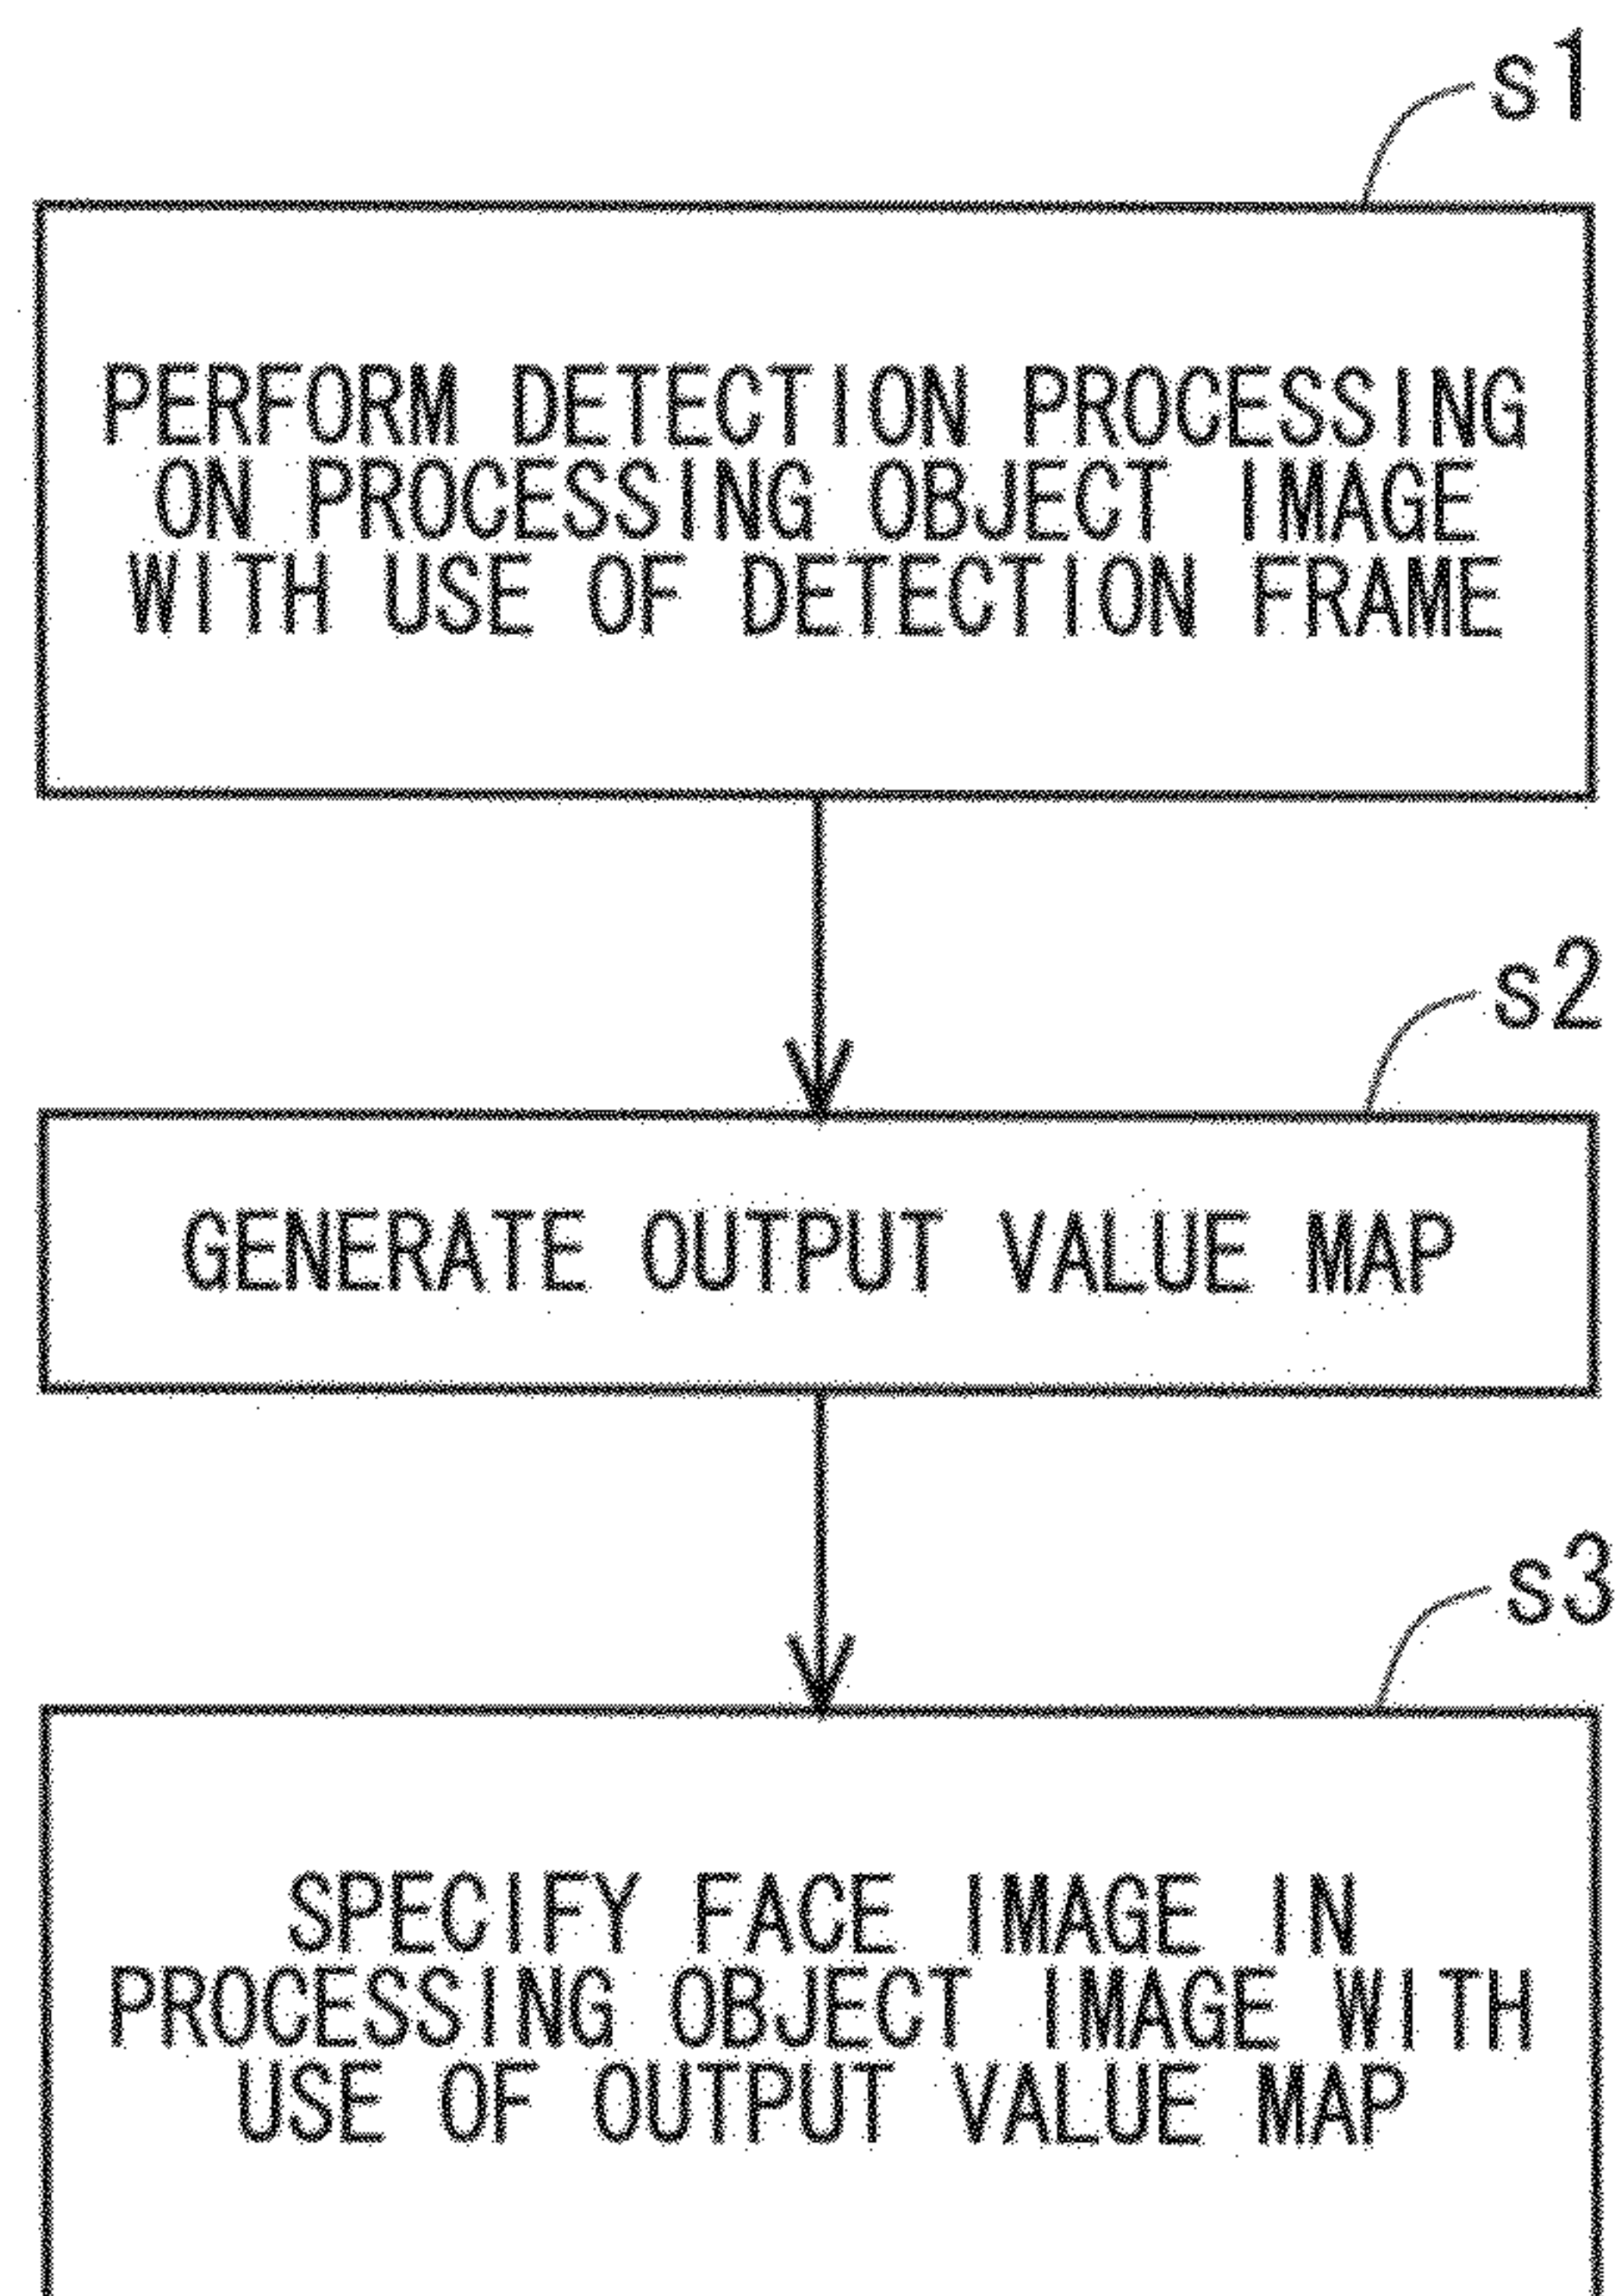 s1
PERFORM DETECTION PROCESSING
ON PROCESSING OBJECT IMAGE
WITH USE OF DETECTION FRAME
s2
GENERATE OUTPUT VALUE MAP
s3
SPECIFY FACE IMAGE IN
PROCESSING OBJECT IMAGE WITH
USE OF OUTPUT VALUE MAP